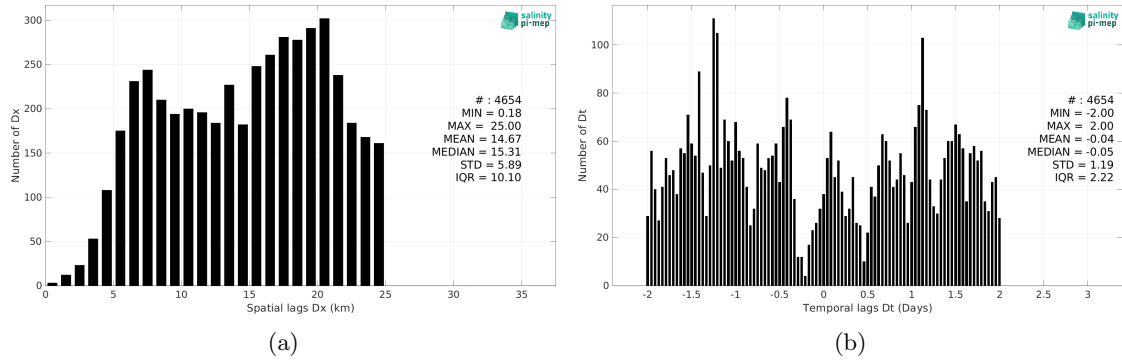 salinity
pi-mep
300
250
200
150
100
50
0
Number of Dx
# : 4654
MIN = 0.18
MAX = 25.00
MEAN = 14.67
MEDIAN = 15.31
STD = 5.89
IQR = 10.10
0 5 10 15 20 25 30 35
Spatial lags Dx (km)
(a)
salinity
pi-mep
100
80
60
40
20
0
Number of Dt
# : 4654
MIN = -2.00
MAX = 2.00
MEAN = -0.04
MEDIAN = -0.05
STD = 1.19
IQR = 2.22
-2 -1.5 -1 -0.5 0 0.5 1 1.5 2 2.5 3
Temporal lags Dt (Days)
(b)